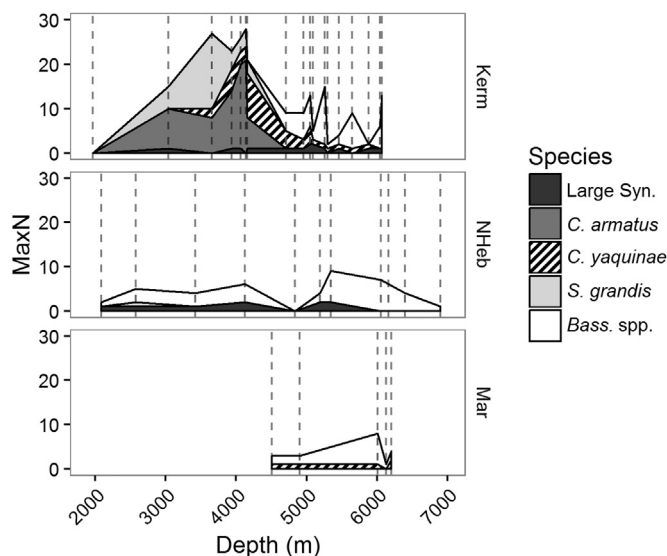 30
20
10
0
Kerm
30
20
10
0
NHeb
30
20
10
0
Mar
MaxN
2000
3000
4000
5000
6000
7000
Depth (m)
Species
Large Syn.
C. armatus
C. yaquinae
S. grandis
Bass. spp.